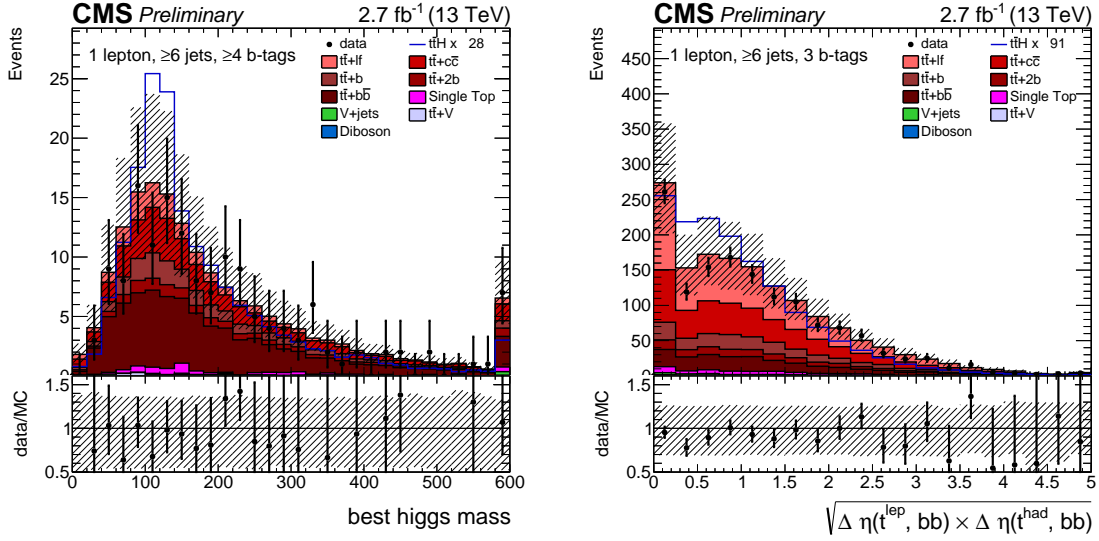 CMS Preliminary 2.7 fb⁻¹ (13 TeV)
Events
1 lepton, ≥6 jets, ≥4 b-tags
data
tt̄H x 28
tt̄+lf
tt̄+cc̄
tt̄+b
tt̄+2b
tt̄+bb̄
Single Top
V+jets
tt̄+V
Diboson
25
20
15
10
5
0
data/MC
1.5
1
0.5
0 100 200 300 400 500 600
best higgs mass
CMS Preliminary 2.7 fb⁻¹ (13 TeV)
Events
1 lepton, ≥6 jets, 3 b-tags
data
tt̄H x 91
tt̄+lf
tt̄+cc̄
tt̄+b
tt̄+2b
tt̄+bb̄
Single Top
V+jets
tt̄+V
Diboson
450
400
350
300
250
200
150
100
50
0
data/MC
1.5
1
0.5
0 0.5 1 1.5 2 2.5 3 3.5 4 4.5 5
√Δ η(t^lep, bb) × Δ η(t^had, bb)